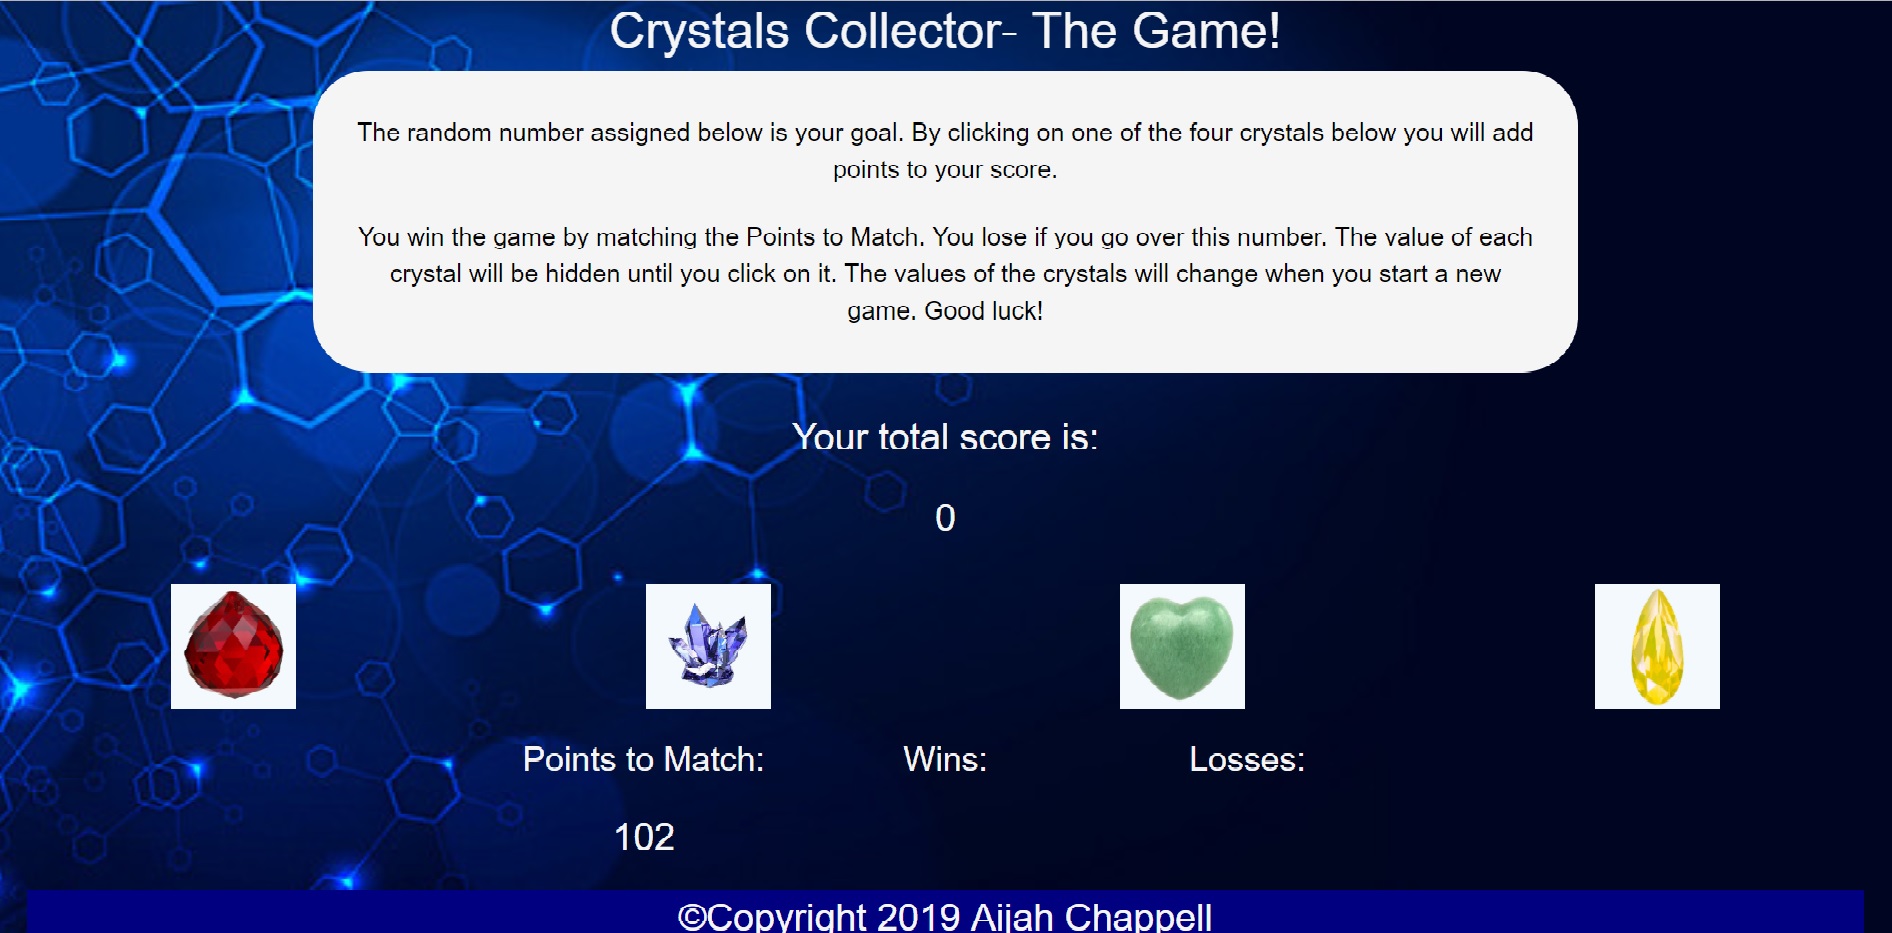 Crystals Collector- The Game!
The random number assigned below is your goal. By clicking on one of the four crystals below you will add
points to your score.
You win the game by matching the Points to Match. You lose if you go over this number. The value of each
crystal will be hidden until you click on it. The values of the crystals will change when you start a new
game. Good luck!
Your total score is:
0
Points to Match: Wins: Losses:
102
©Copyright 2019 Aijah Chappell